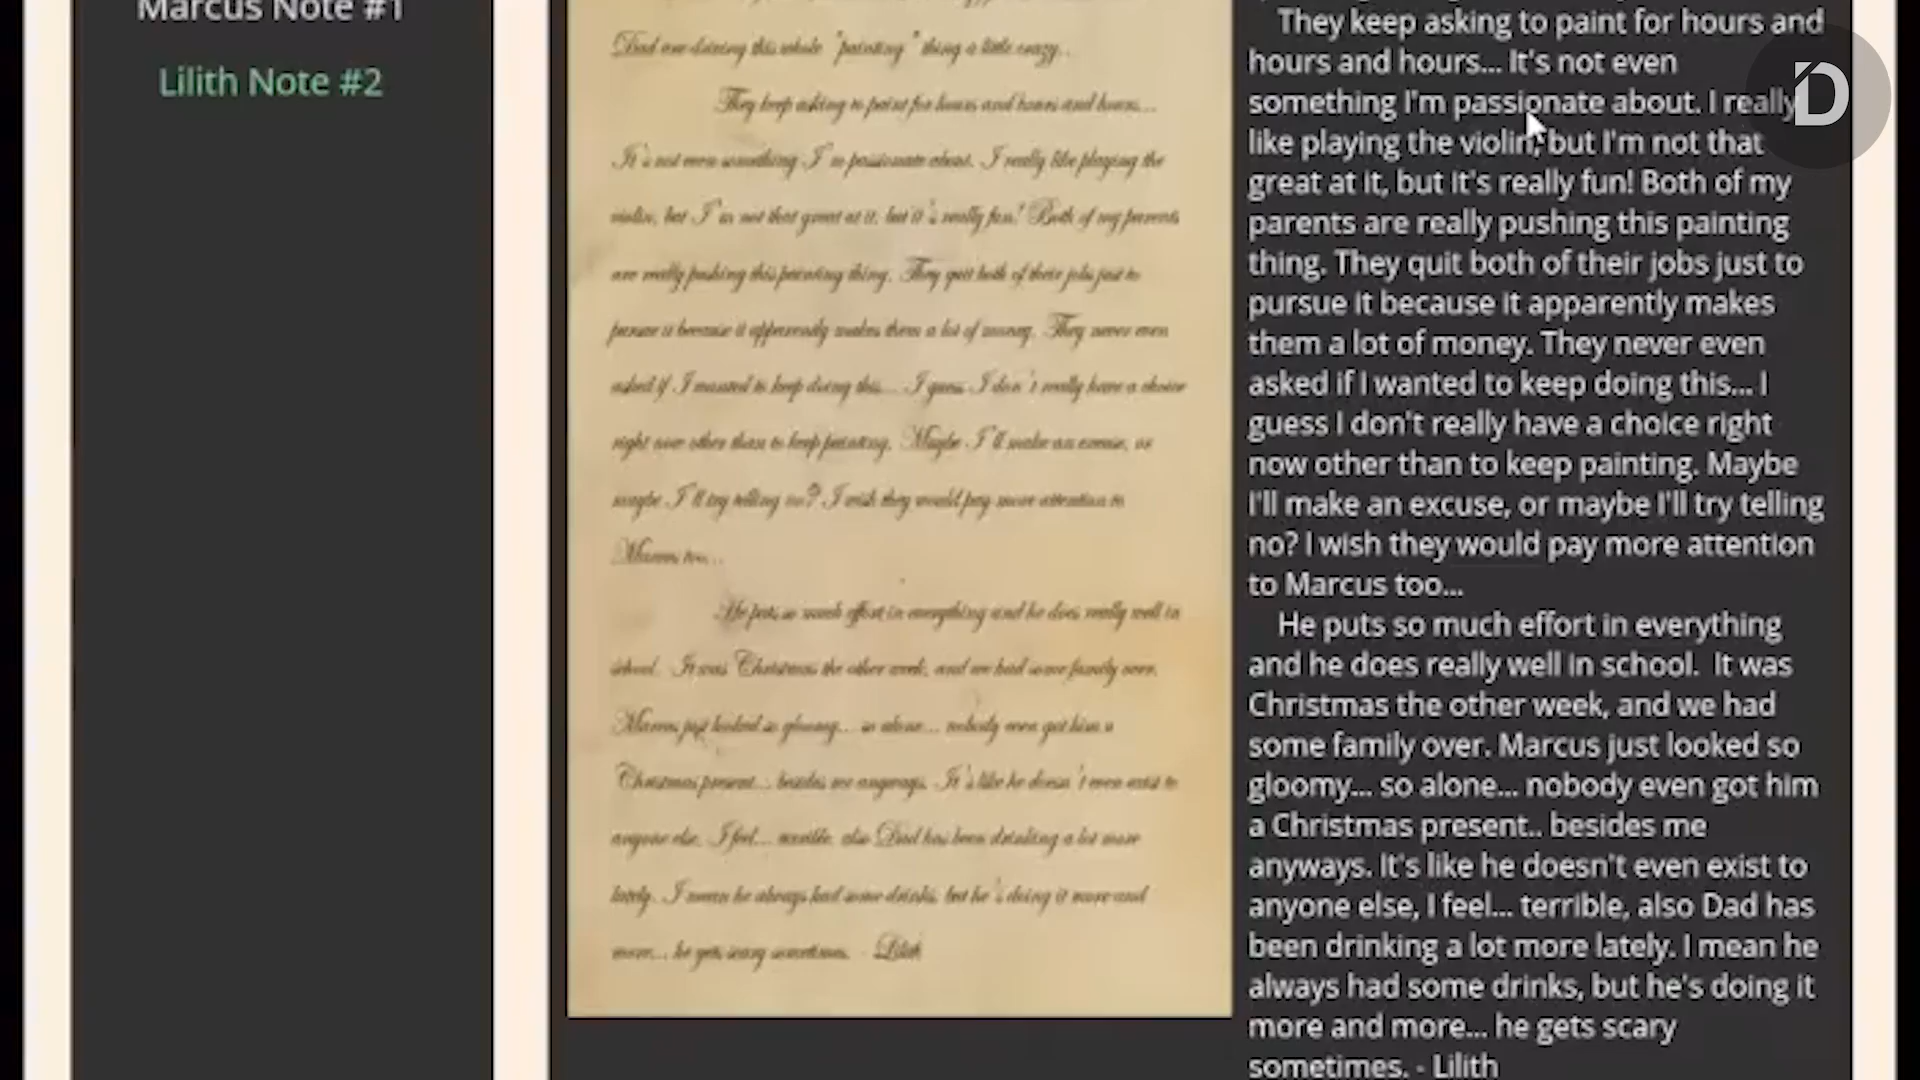 Marcus Note #1
Lilith Note #2
Dad are driving this whole "painting" thing a little crazy...
They keep asking to paint for hours and hours and hours...
It's not even something I'm passionate about. I really like playing the
violin, but I'm not that great at it, but it's really fun! Both of my parents
are really pushing this painting thing. They quit both of their jobs just to
pursue it because it apparently makes them a lot of money. They never even
asked if I wanted to keep doing this... I guess I don't really have a choice
right now other than to keep painting. Maybe I'll make an excuse, or
maybe I'll try telling no? I wish they would pay more attention to
Marcus too...
He puts so much effort in everything and he does really well in
school. It was Christmas the other week, and we had some family over.
Marcus just looked so gloomy... so alone... nobody even got him a
Christmas present.. besides me anyways. It's like he doesn't even exist to
anyone else, I feel... terrible, also Dad has been drinking a lot more
lately. I mean he always had some drinks, but he's doing it more and
more... he gets scary sometimes. - Lilith
They keep asking to paint for hours and
hours and hours... It's not even
something I'm passionate about. I really
like playing the violin, but I'm not that
great at it, but it's really fun! Both of my
parents are really pushing this painting
thing. They quit both of their jobs just to
pursue it because it apparently makes
them a lot of money. They never even
asked if I wanted to keep doing this... I
guess I don't really have a choice right
now other than to keep painting. Maybe
I'll make an excuse, or maybe I'll try telling
no? I wish they would pay more attention
to Marcus too...
He puts so much effort in everything
and he does really well in school.  It was
Christmas the other week, and we had
some family over. Marcus just looked so
gloomy... so alone... nobody even got him
a Christmas present.. besides me
anyways. It's like he doesn't even exist to
anyone else, I feel... terrible, also Dad has
been drinking a lot more lately. I mean he
always had some drinks, but he's doing it
more and more... he gets scary
sometimes. - Lilith
D